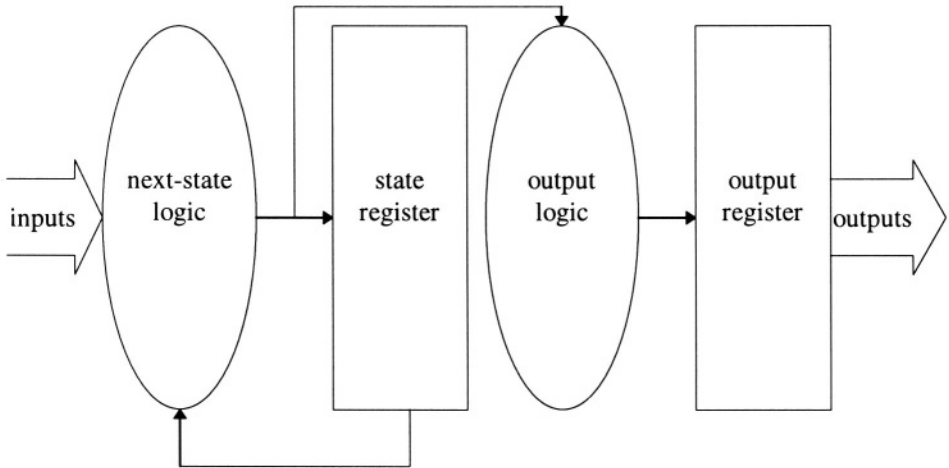 inputs
next-state
logic
state
register
output
logic
output
register
outputs